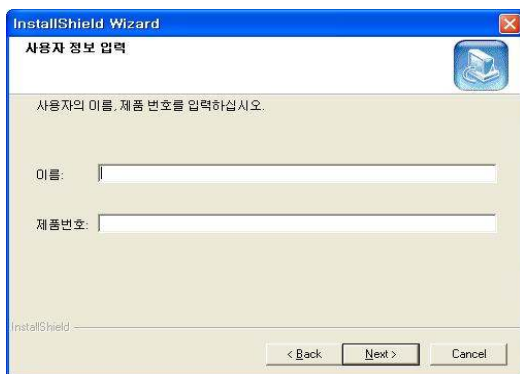 InstallShield Wizard
사용자 정보 입력
사용자의 이름, 제품 번호를 입력하십시오.
이름:
제품번호:
InstallShield
< Back Next > Cancel